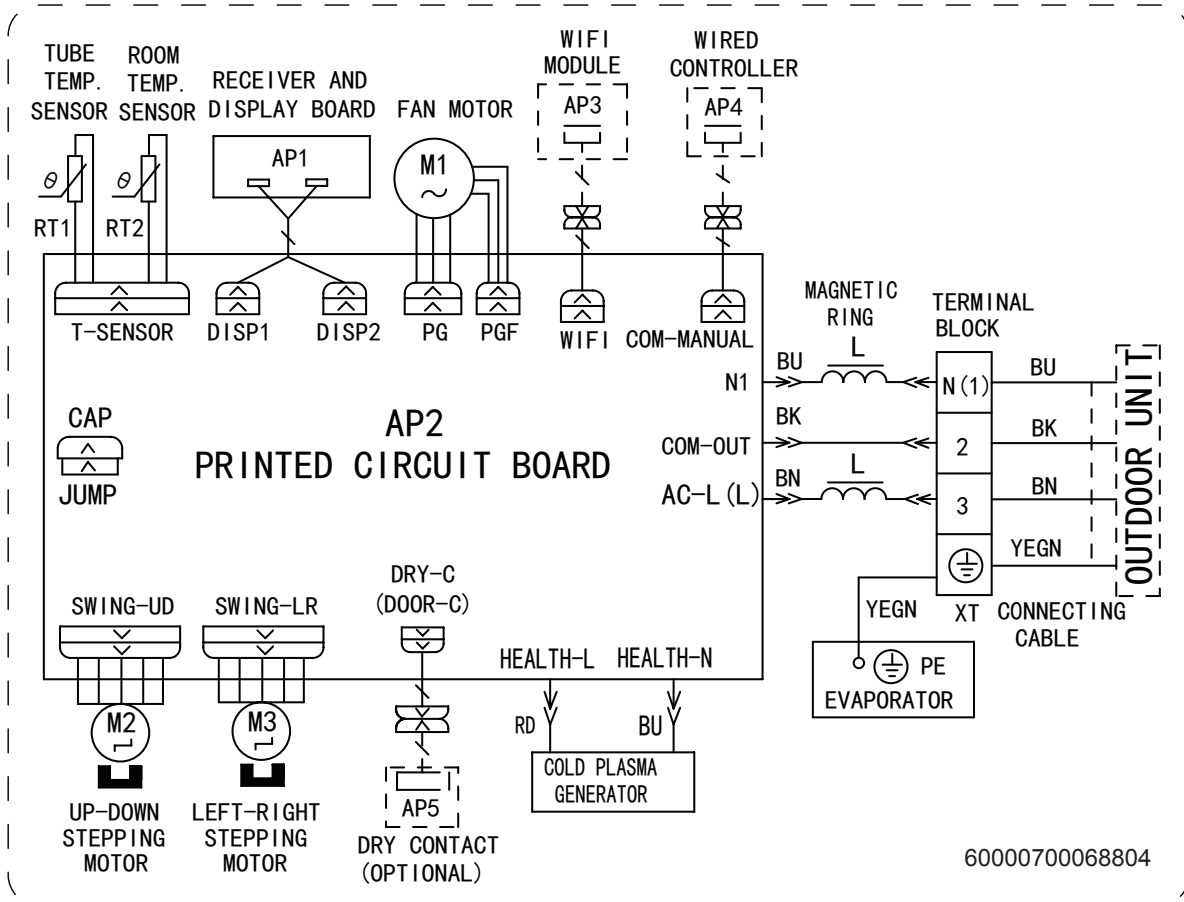 TUBE
TEMP.
SENSOR
ROOM
TEMP.
SENSOR
RECEIVER AND
DISPLAY BOARD
FAN MOTOR
WIFI
MODULE
WIRED
CONTROLLER
AP1
M1
AP3
AP4
θ
RT1
θ
RT2
T-SENSOR
DISP1
DISP2
PG
PGF
WIFI
COM-MANUAL
MAGNETIC
RING
TERMINAL
BLOCK
N1
BU
L
N(1)
BU
CAP
JUMP
AP2
PRINTED CIRCUIT BOARD
COM-OUT
BK
2
BK
AC-L(L)
BN
L
3
BN
YEGN
OUTDOOR UNIT
YEGN
XT
CONNECTING
CABLE
PE
EVAPORATOR
SWING-UD
SWING-LR
DRY-C
(DOOR-C)
HEALTH-L
HEALTH-N
M2
M3
RD
BU
COLD PLASMA
GENERATOR
UP-DOWN
STEPPING
MOTOR
LEFT-RIGHT
STEPPING
MOTOR
AP5
DRY CONTACT
(OPTIONAL)
60000700068804